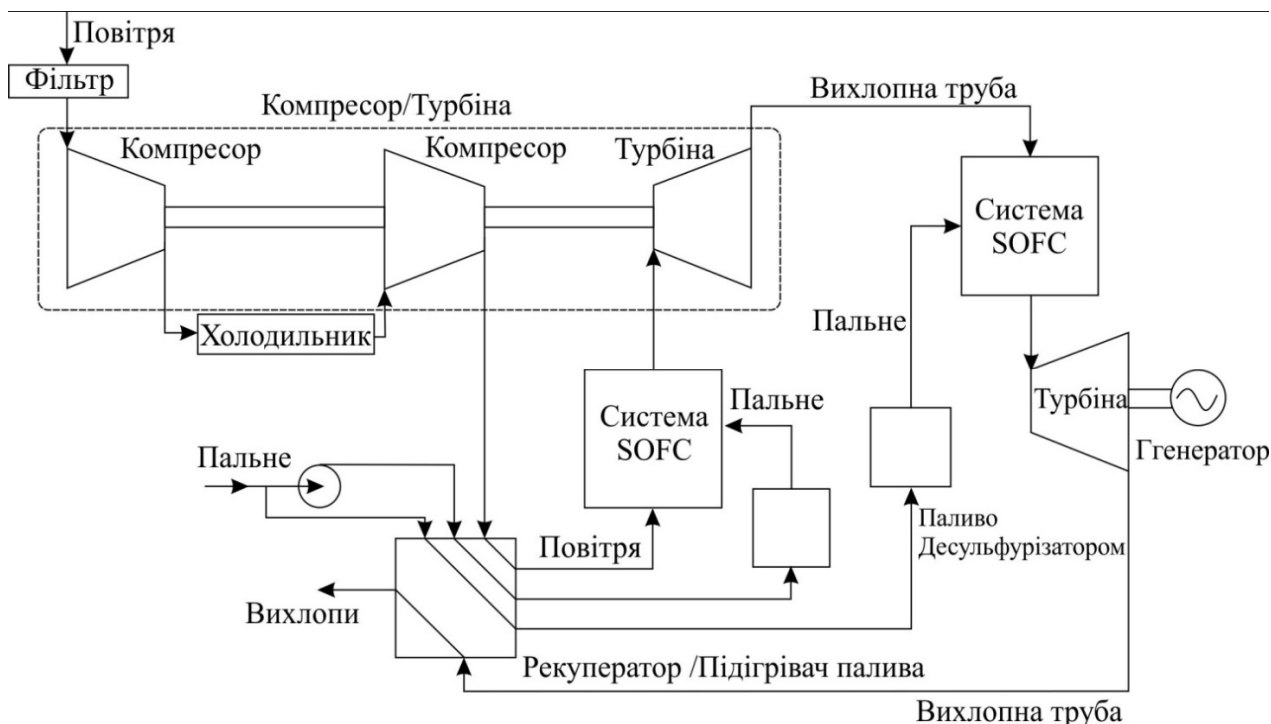 Повітря
Фільтр
Компресор/Турбіна
Вихлопна труба
Компресор
Компресор
Турбіна
Система
SOFC
Холодильник
Пальне
Система
SOFC
Пальне
Турбіна
Ггенератор
Пальне
Паливо
Десульфурізатором
Повітря
Вихлопи
Рекуператор /Підігрівач палива
Вихлопна труба